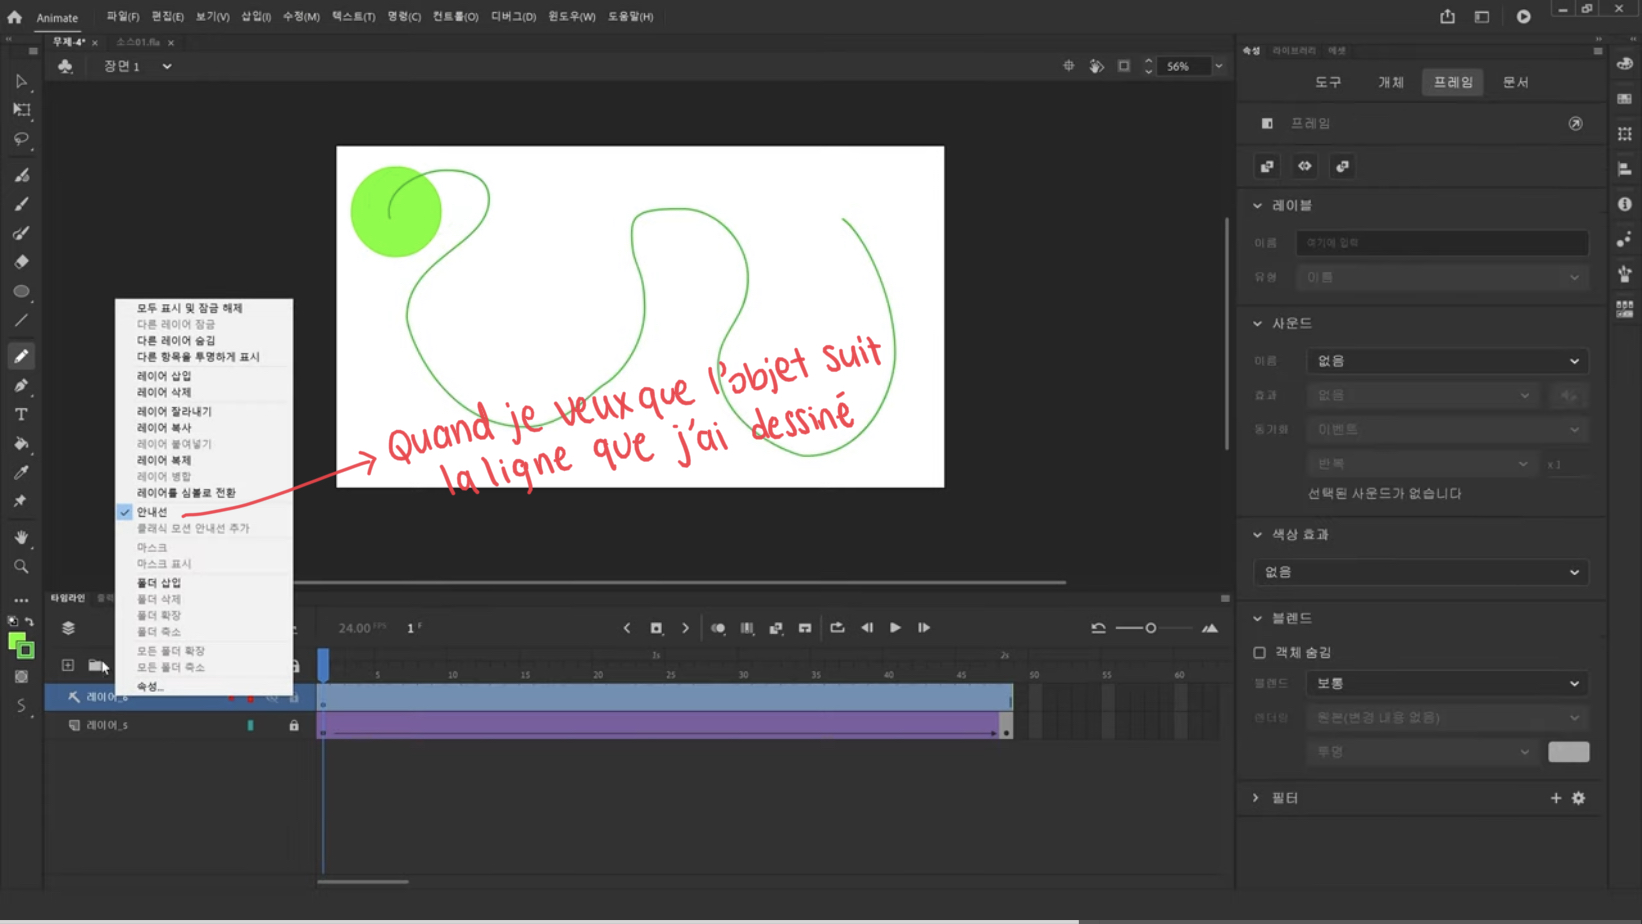 Animate 파일(F) 편집(E) 보기(V) 삽입(I) 수정(M) 텍스트(T) 명령(C) 컨트롤(O) 디버그(D) 윈도우(W) 도움말(H)
무제-4* × 소스01.fla ×
장면 1
56%
속성 라이브러리 에셋
도구 개체 프레임 문서
프레임
레이블
이름 여기에 입력
유형 이름
사운드
이름 없음
효과 없음
동기화 이벤트
반복 x 1
선택된 사운드가 없습니다
색상 효과
없음
블렌드
객체 숨김
블렌드 보통
렌더링 원본(변경 내용 없음)
투명
필터
모두 표시 및 잠금 해제
다른 레이어 잠금
다른 레이어 숨김
다른 항목을 투명하게 표시
레이어 삽입
레이어 삭제
레이어 잘라내기
레이어 복사
레이어 붙여넣기
레이어 복제
레이어 병합
레이어를 심볼로 전환
안내선
클래식 모션 안내선 추가
마스크
마스크 표시
폴더 삽입
폴더 삭제
폴더 확장
폴더 축소
모든 폴더 확장
모든 폴더 축소
속성...
Quand je veux que l'objet suit
la ligne que j'ai dessiné
타임라인
24.00 FPS 1 F
1s 2s
5 10 15 20 25 30 35 40 45 50 55 60
레이어_6
레이어_5